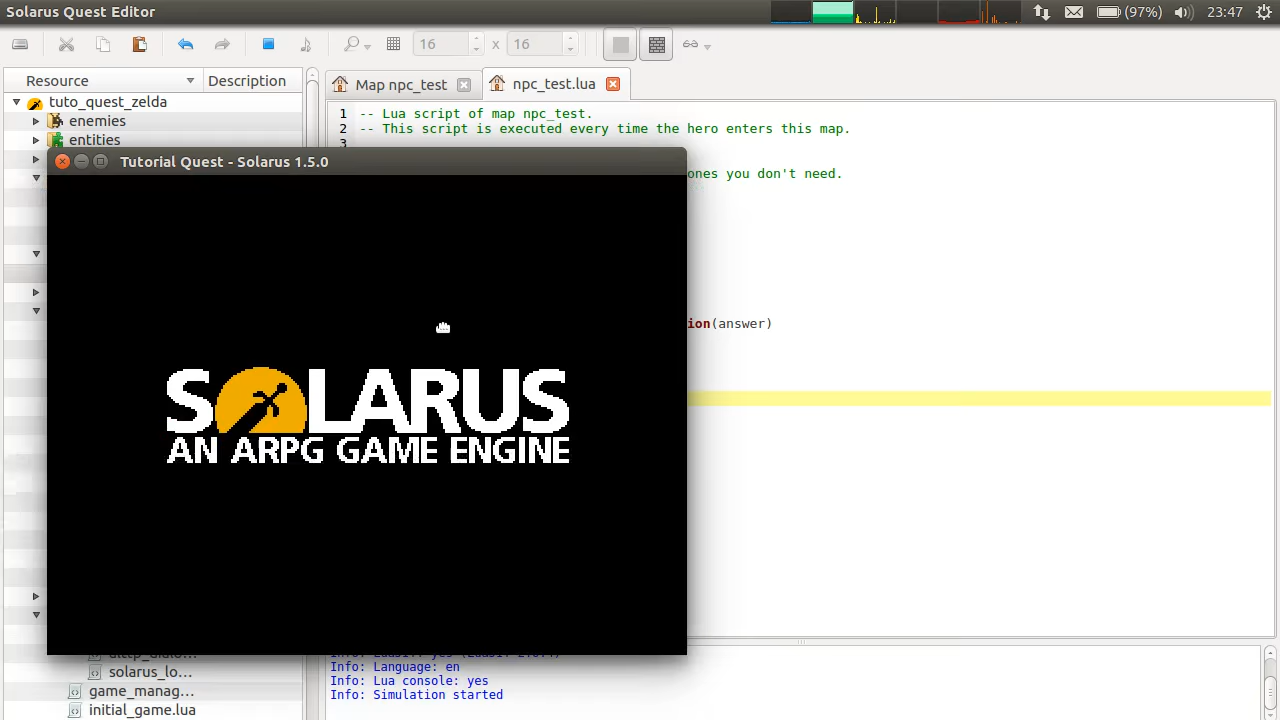 Solarus Quest Editor
(97%) 23:47
16 x 16
Resource Description
Map npc_test npc_test.lua
tuto_quest_zelda
enemies
entities
1 -- Lua script of map npc_test.
2 -- This script is executed every time the hero enters this map.
3
ones you don't need.
Tutorial Quest - Solarus 1.5.0
ion(answer)
SOLARUS
AN ARPG GAME ENGINE
solarus_lo...
game_manag...
initial_game.lua
Info: Language: en
Info: Lua console: yes
Info: Simulation started